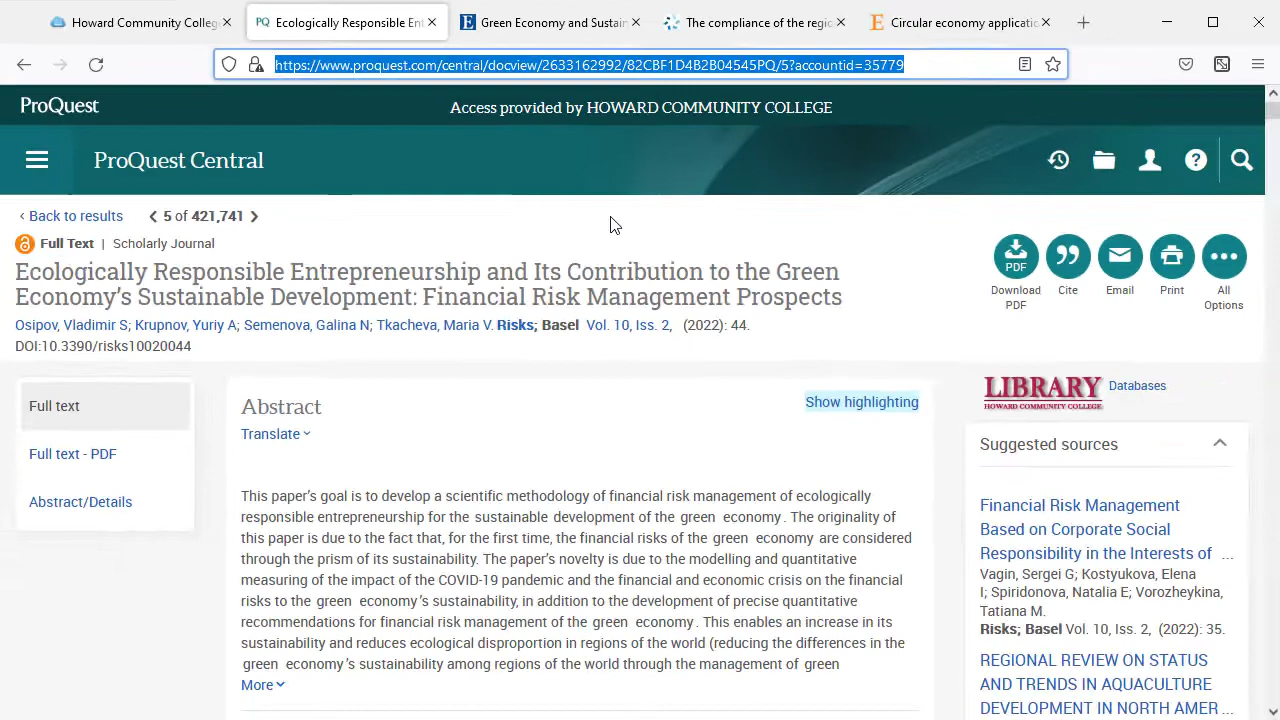 Howard Community Colleg
PQ Ecologically Responsible Ent
E Green Economy and Sustain
The compliance of the regio
E Circular economy applicatio
https://www.proquest.com/central/docview/2633162992/82CBF1D4B2B04545PQ/5?accountid=35779
ProQuest
Access provided by HOWARD COMMUNITY COLLEGE
ProQuest Central
‹ Back to results
5 of 421,741
Full Text | Scholarly Journal
Ecologically Responsible Entrepreneurship and Its Contribution to the Green
Economy’s Sustainable Development: Financial Risk Management Prospects
Osipov, Vladimir S; Krupnov, Yuriy A; Semenova, Galina N; Tkacheva, Maria V. Risks; Basel Vol. 10, Iss. 2, (2022): 44.
DOI:10.3390/risks10020044
PDF
Download
PDF
Cite
Email
Print
All
Options
Full text
Full text - PDF
Abstract/Details
Abstract
Show highlighting
Translate
This paper’s goal is to develop a scientific methodology of financial risk management of ecologically
responsible entrepreneurship for the sustainable development of the green economy. The originality of
this paper is due to the fact that, for the first time, the financial risks of the green economy are considered
through the prism of its sustainability. The paper’s novelty is due to the modelling and quantitative
measuring of the impact of the COVID-19 pandemic and the financial and economic crisis on the financial
risks to the green economy’s sustainability, in addition to the development of precise quantitative
recommendations for financial risk management of the green economy. This enables an increase in its
sustainability and reduces ecological disproportion in regions of the world (reducing the differences in the
green economy’s sustainability among regions of the world through the management of green
More
LIBRARY
HOWARD COMMUNITY COLLEGE
Databases
Suggested sources
Financial Risk Management
Based on Corporate Social
Responsibility in the Interests of ...
Vagin, Sergei G; Kostyukova, Elena
I; Spiridonova, Natalia E; Vorozheykina,
Tatiana M.
Risks; Basel Vol. 10, Iss. 2, (2022): 35.
REGIONAL REVIEW ON STATUS
AND TRENDS IN AQUACULTURE
DEVELOPMENT IN NORTH AMER ...